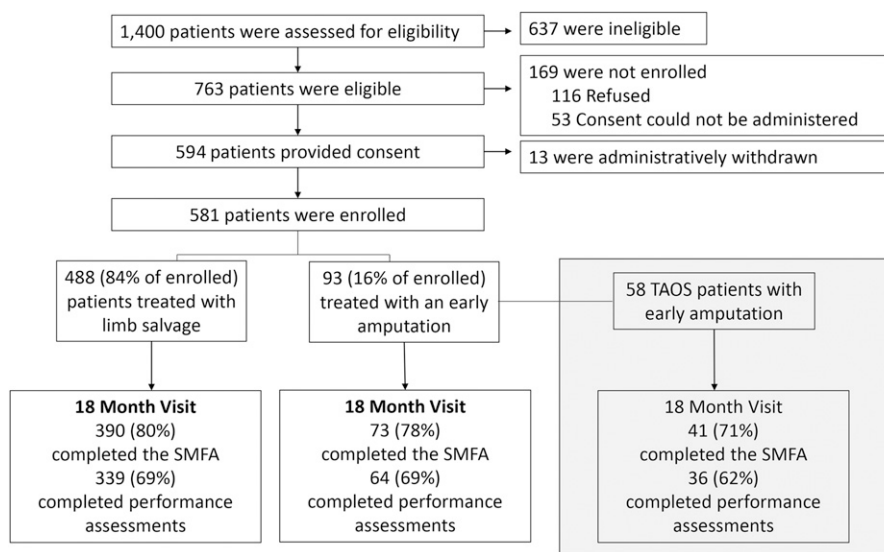 1,400 patients were assessed for eligibility
637 were ineligible
763 patients were eligible
169 were not enrolled
116 Refused
53 Consent could not be administered
594 patients provided consent
13 were administratively withdrawn
581 patients were enrolled
488 (84% of enrolled)
patients treated with
limb salvage
93 (16% of enrolled)
treated with an early
amputation
58 TAOS patients with
early amputation
18 Month Visit
390 (80%)
completed the SMFA
339 (69%)
completed performance
assessments
18 Month Visit
73 (78%)
completed the SMFA
64 (69%)
completed performance
assessments
18 Month Visit
41 (71%)
completed the SMFA
36 (62%)
completed performance
assessments